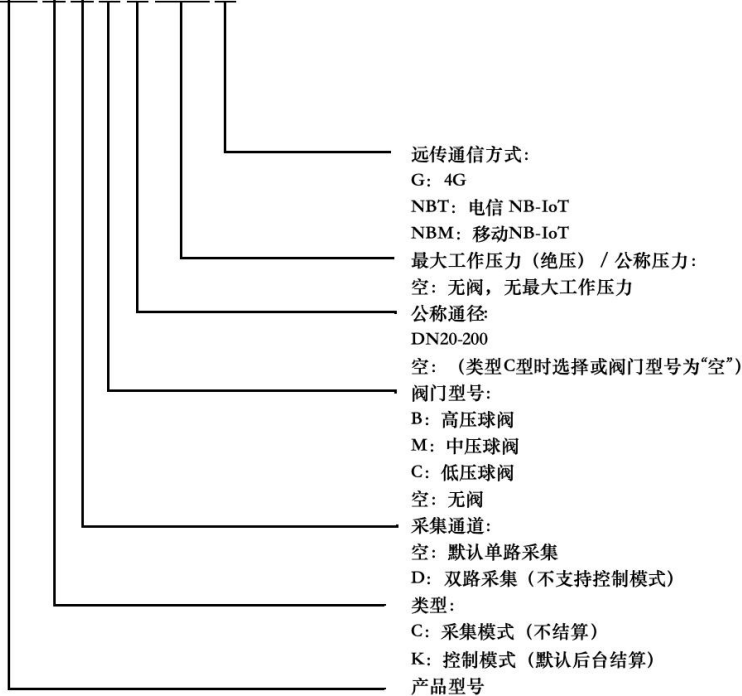 远传通信方式：
G：4G
NBT：电信 NB-IoT
NBM：移动NB-IoT
最大工作压力（绝压）/ 公称压力：
空：无阀，无最大工作压力
公称通径:
DN20-200
空：（类型C型时选择或阀门型号为“空”）
阀门型号：
B：高压球阀
M：中压球阀
C：低压球阀
空：无阀
采集通道：
空：默认单路采集
D：双路采集（不支持控制模式）
类型：
C：采集模式（不结算）
K：控制模式（默认后台结算）
产品型号